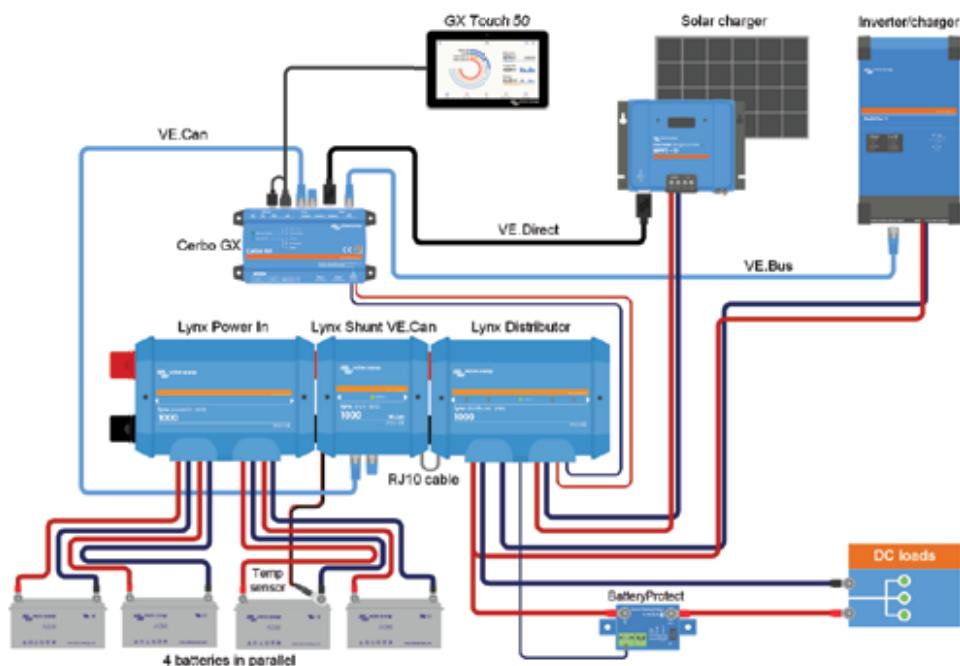 GX Touch 50
Solar charger
Inverter/charger
VE.Can
VE.Direct
VE.Bus
Cerbo GX
Lynx Power In
Lynx Shunt VE.Can
Lynx Distributor
1000
1000
1000
RJ10 cable
Temp
sensor
BatteryProtect
DC loads
4 batteries in parallel